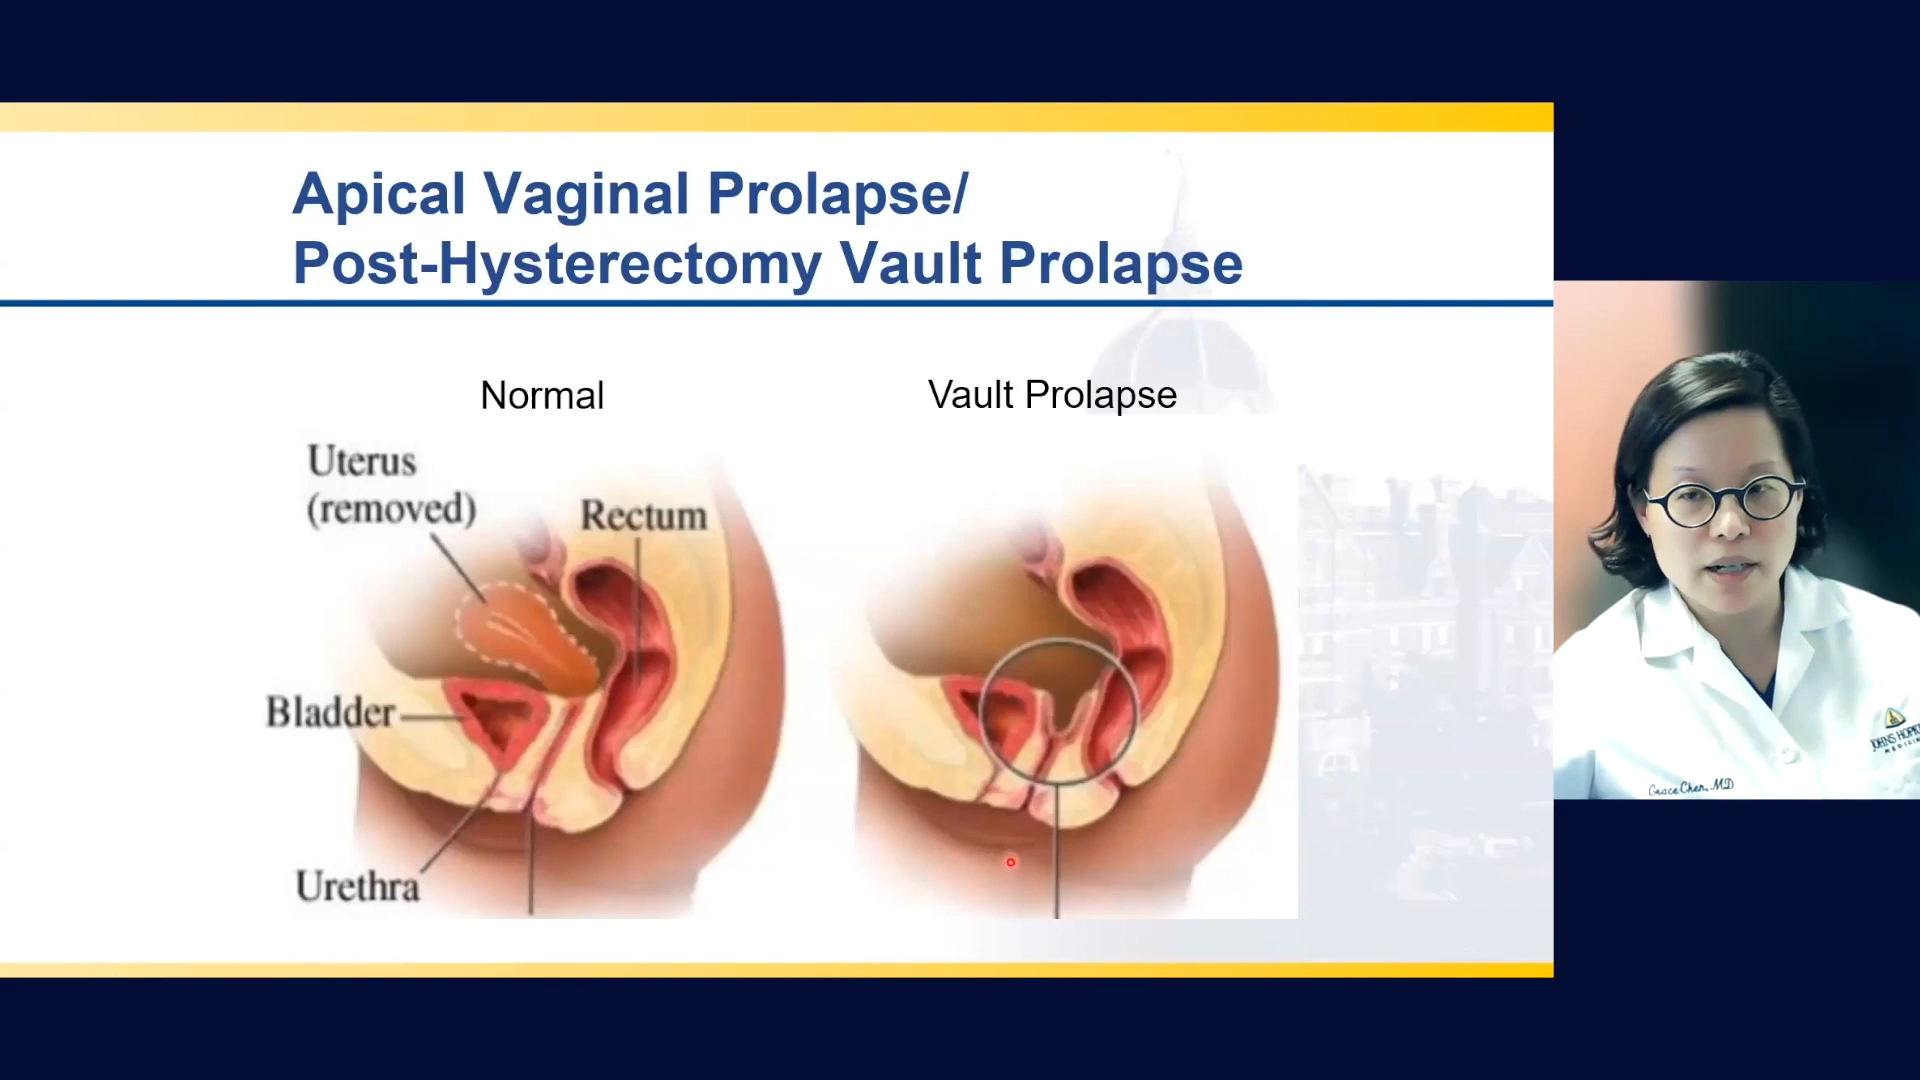 Apical Vaginal Prolapse/
Post-Hysterectomy Vault Prolapse
Normal
Vault Prolapse
Uterus
(removed)
Rectum
Bladder
Urethra
Grace Chen, MD